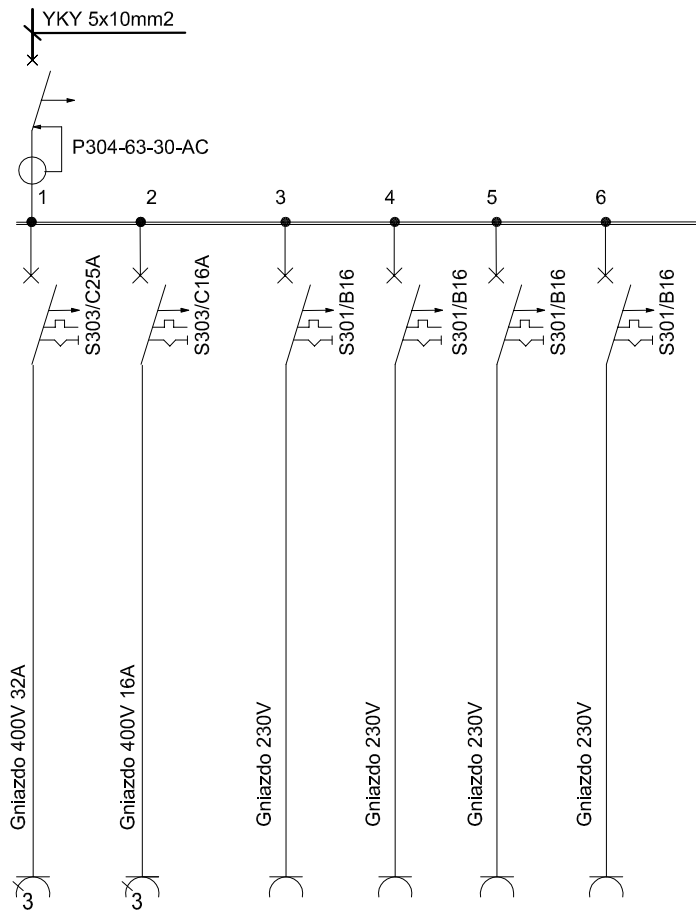 YKY 5x10mm2
P304-63-30-AC
1
2
3
4
5
6
S303/C25A
S303/C16A
S301/B16
S301/B16
S301/B16
S301/B16
Gniazdo 400V 32A
Gniazdo 400V 16A
Gniazdo 230V
Gniazdo 230V
Gniazdo 230V
Gniazdo 230V
3
3